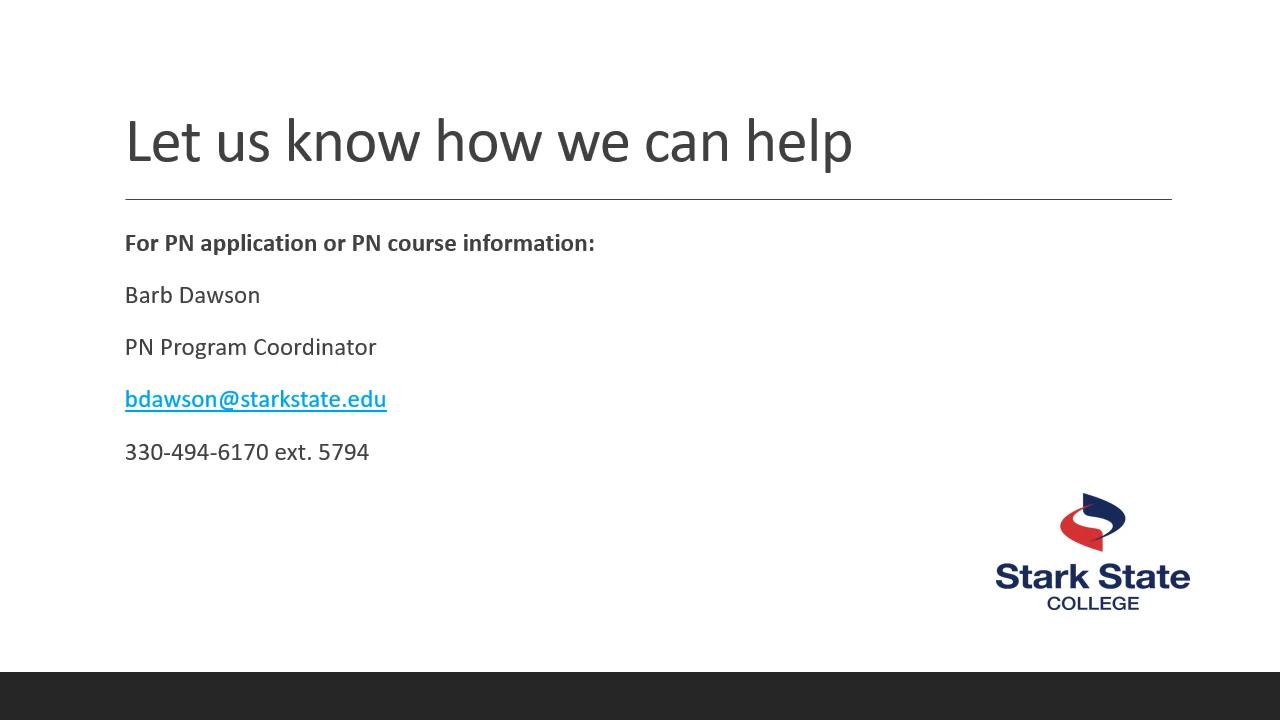 Let us know how we can help
For PN application or PN course information:
Barb Dawson
PN Program Coordinator
bdawson@starkstate.edu
330-494-6170 ext. 5794
Stark State
COLLEGE